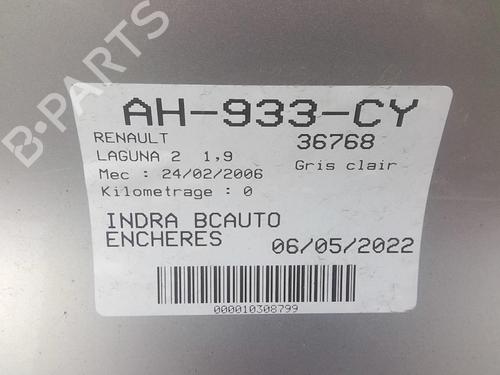 AH-933-CY
RENAULT 36768
LAGUNA 2 1,9 Gris clair
Mec : 24/02/2006
Kilometrage : 0
INDRA BCAUTO
ENCHERES 06/05/2022
000010308799
B-PARTS